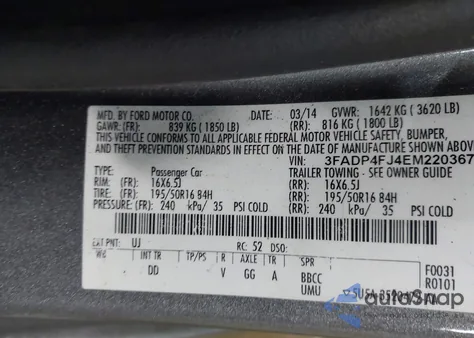 MFD. BY FORD MOTOR CO. DATE: 03/14 GVWR: 1642 KG ( 3620 LB)
GAWR: (FR): 839 KG ( 1850 LB) (RR): 816 KG ( 1800 LB)
THIS VEHICLE CONFORMS TO ALL APPLICABLE FEDERAL MOTOR VEHICLE SAFETY, BUMPER,
AND THEFT PREVENTION STANDARDS IN EFFECT ON THE DATE OF MANUFACTURE SHOWN ABOVE.
VIN: 3FADP4FJ4EM220367
TYPE: Passenger Car TRAILER TOWING - SEE OWNER GUIDE
RIM: (FR): 16X6.5J (RR): 16X6.5J
TIRE: (FR): 195/50R16 84H (RR): 195/50R16 84H
PRESSURE: (FR): 240 kPa/ 35 PSI COLD (RR): 240 kPa/ 35 PSI COLD
EXT PNT: UJ RC: 52 DSO:
WB INT TR TP/PS R AXLE TR SPR F0031
DD V GG A BBCC R0101
UMU
autoSnap